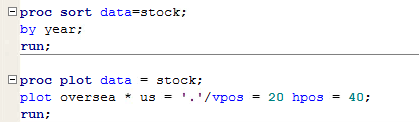 proc sort data=stock;
by year;
run;
proc plot data = stock;
plot oversea * us = '.'/vpos = 20 hpos = 40;
run;